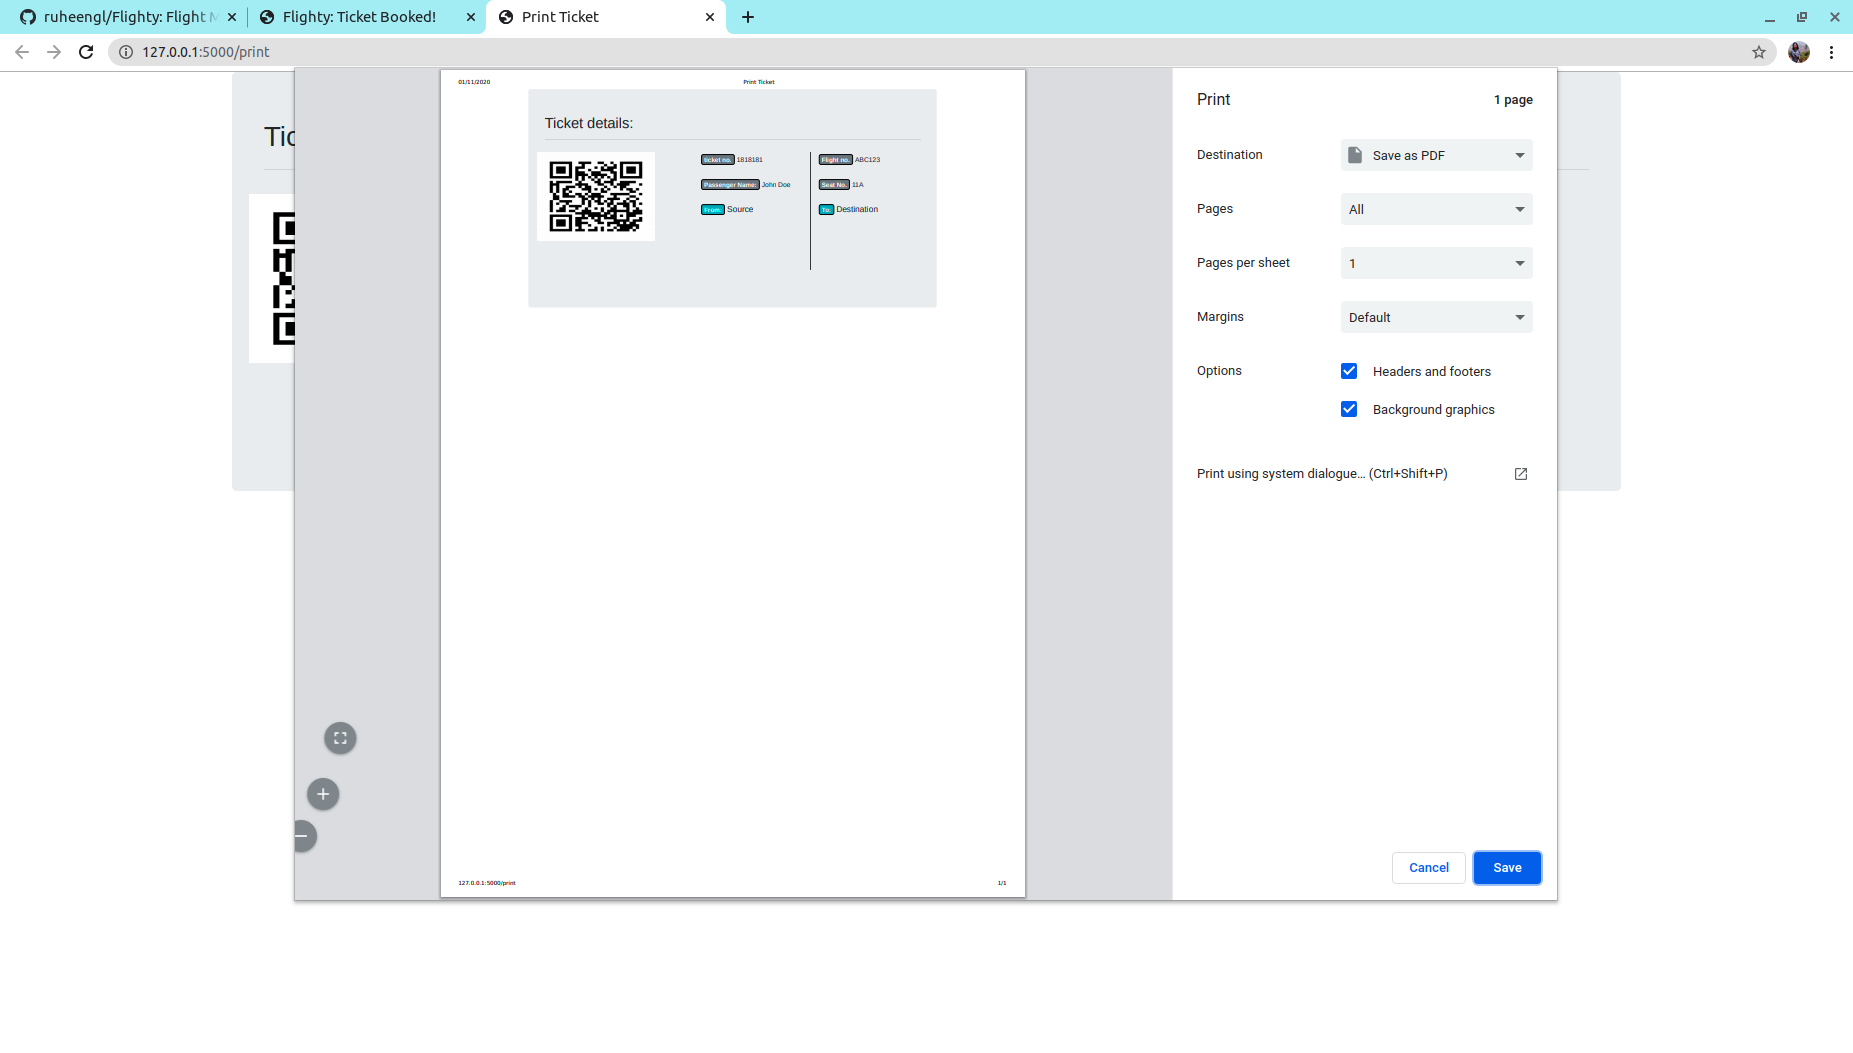 ruheengl/Flighty: Flight M
Flighty: Ticket Booked!
Print Ticket
127.0.0.1:5000/print
Tic
01/11/2020
Print Ticket
Ticket details:
ticket no. 1818181
Flight no. ABC123
Passenger Name: John Doe
Seat No. 11A
From: Source
To: Destination
127.0.0.1:5000/print
1/1
Print
1 page
Destination
Save as PDF
Pages
All
Pages per sheet
1
Margins
Default
Options
Headers and footers
Background graphics
Print using system dialogue... (Ctrl+Shift+P)
Cancel
Save